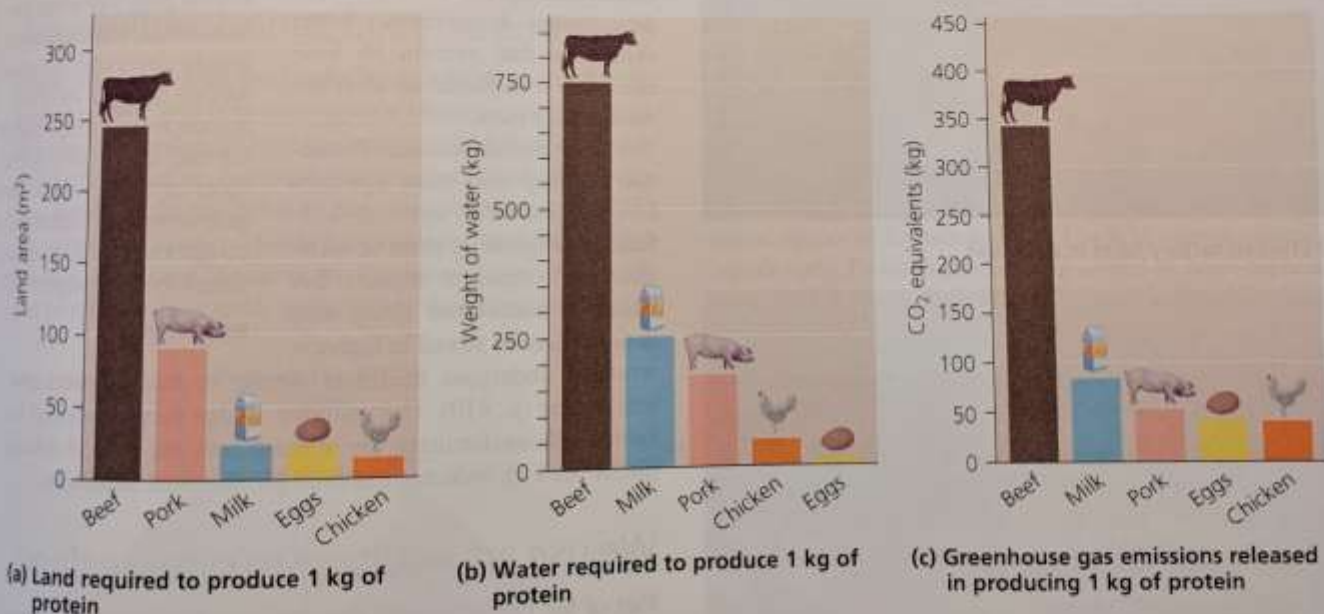 300
250
200
150
100
50
0
Land area (m²)
Beef
Pork
Milk
Eggs
Chicken
(a) Land required to produce 1 kg of
protein
750
500
250
0
Weight of water (kg)
Beef
Milk
Pork
Chicken
Eggs
(b) Water required to produce 1 kg of
protein
450
400
350
300
250
200
150
100
50
0
CO₂ equivalents (kg)
Beef
Milk
Pork
Eggs
Chicken
(c) Greenhouse gas emissions released
in producing 1 kg of protein